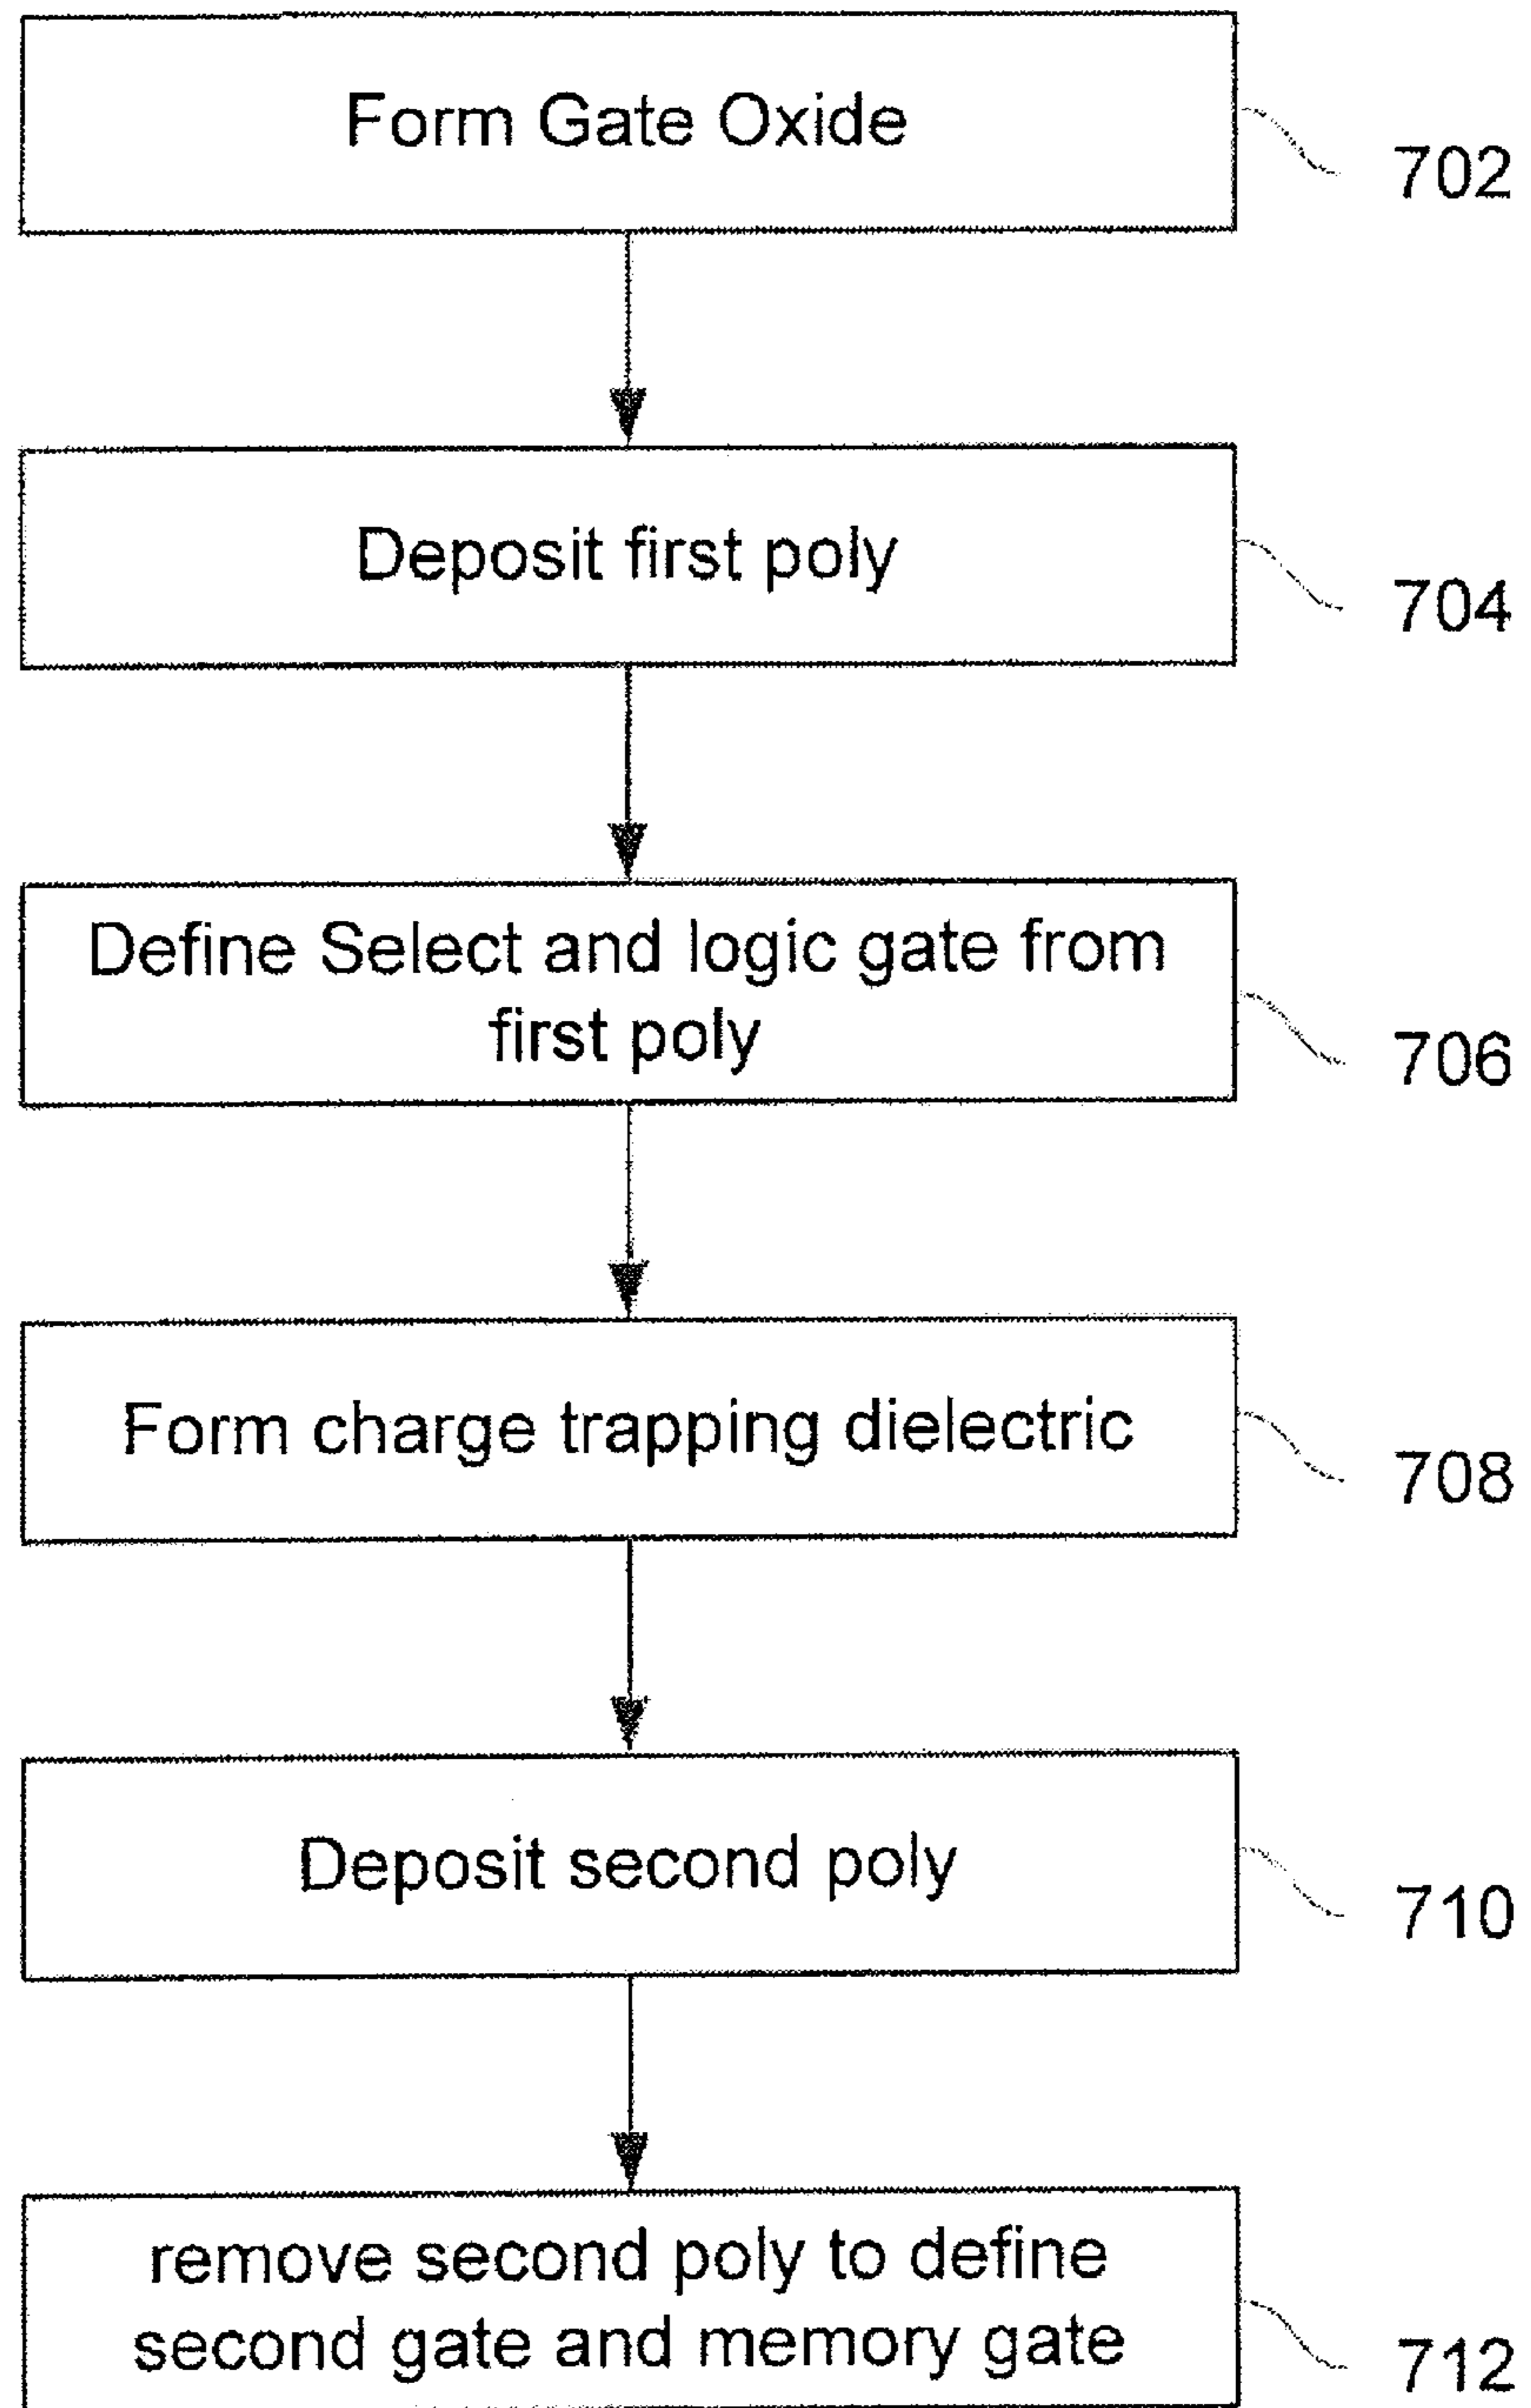 Form Gate Oxide
702
Deposit first poly
704
Define Select and logic gate from
first poly
706
Form charge trapping dielectric
708
Deposit second poly
710
remove second poly to define
second gate and memory gate
712